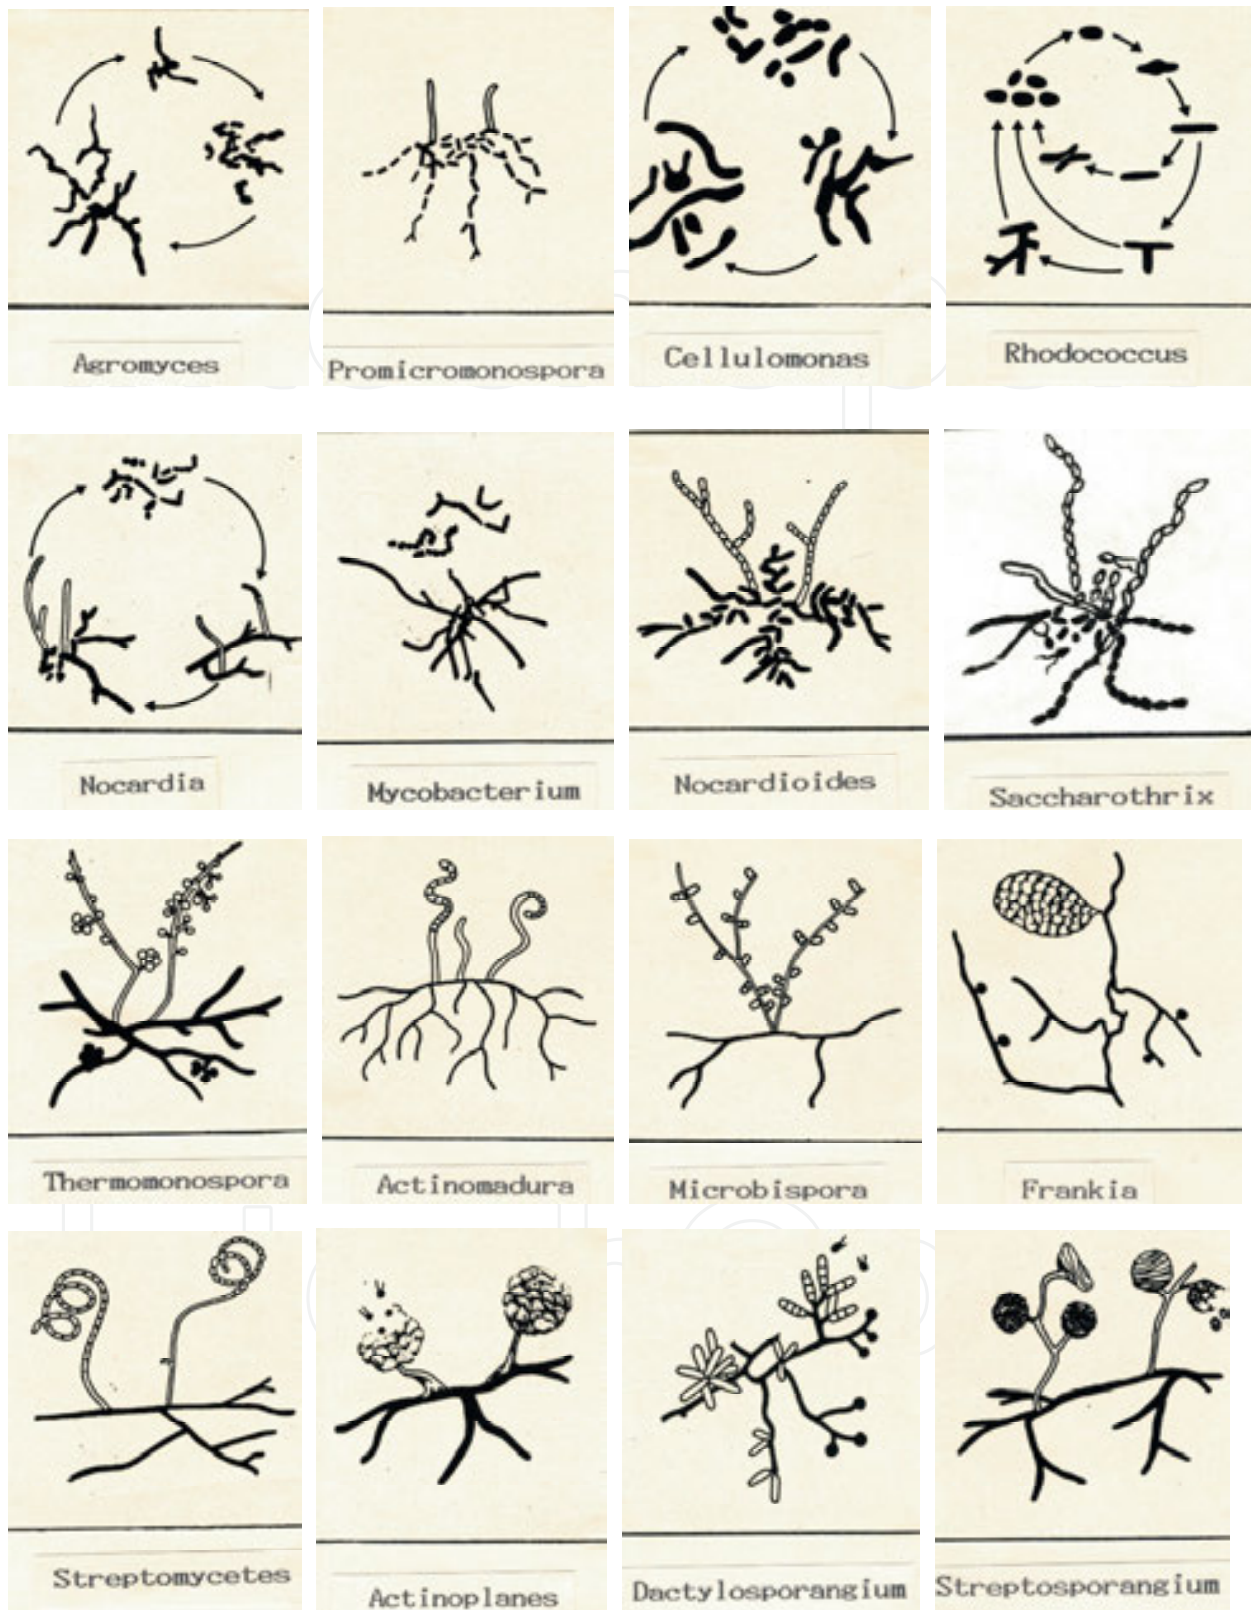 Agromyces
Promicromonospora
Cellulomonas
Rhodococcus
Nocardia
Mycobacterium
Nocardioides
Saccharothrix
Thermomonospora
Actinomadura
Microbispora
Frankia
Streptomycetes
Actinoplanes
Dactylosporangium
Streptosporangium